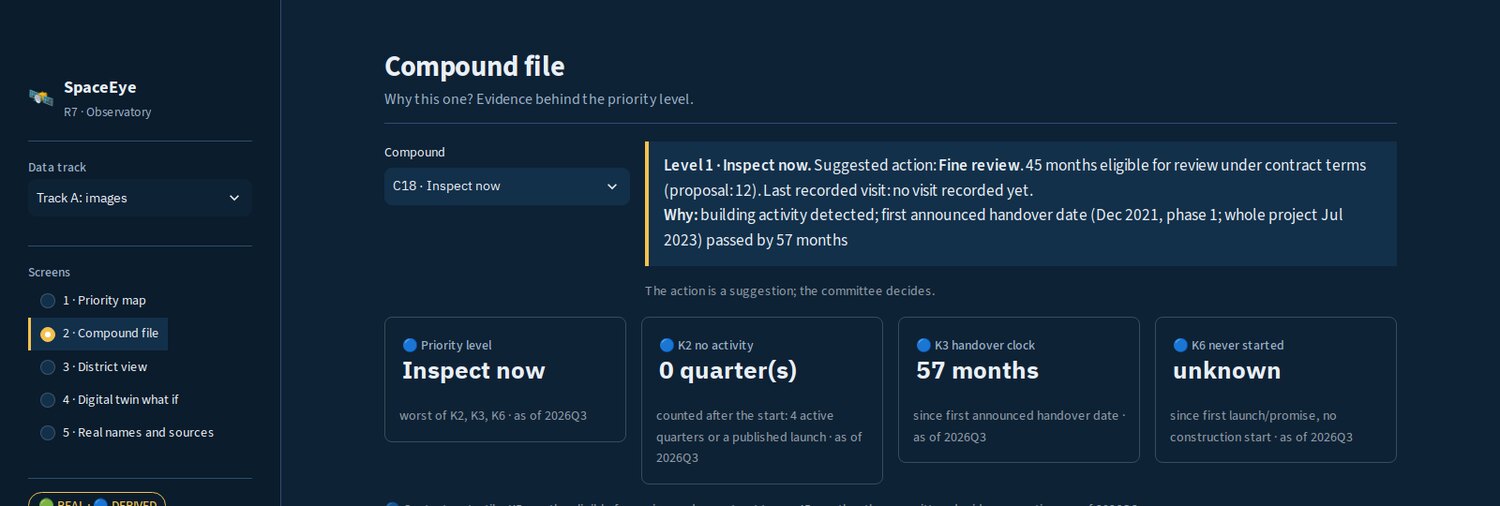 SpaceEye
R7 · Observatory
Data track
Track A: images
Screens
1 · Priority map
2 · Compound file
3 · District view
4 · Digital twin what if
5 · Real names and sources
REAL · DERIVED
Compound file
Why this one? Evidence behind the priority level.
Compound
C18 · Inspect now
Level 1 · Inspect now. Suggested action: Fine review. 45 months eligible for review under contract terms
(proposal: 12). Last recorded visit: no visit recorded yet.
Why: building activity detected; first announced handover date (Dec 2021, phase 1; whole project Jul
2023) passed by 57 months
The action is a suggestion; the committee decides.
Priority level
Inspect now
worst of K2, K3, K6 · as of 2026Q3
K2 no activity
0 quarter(s)
counted after the start: 4 active
quarters or a published launch · as of
2026Q3
K3 handover clock
57 months
since first announced handover date ·
as of 2026Q3
K6 never started
unknown
since first launch/promise, no
construction start · as of 2026Q3